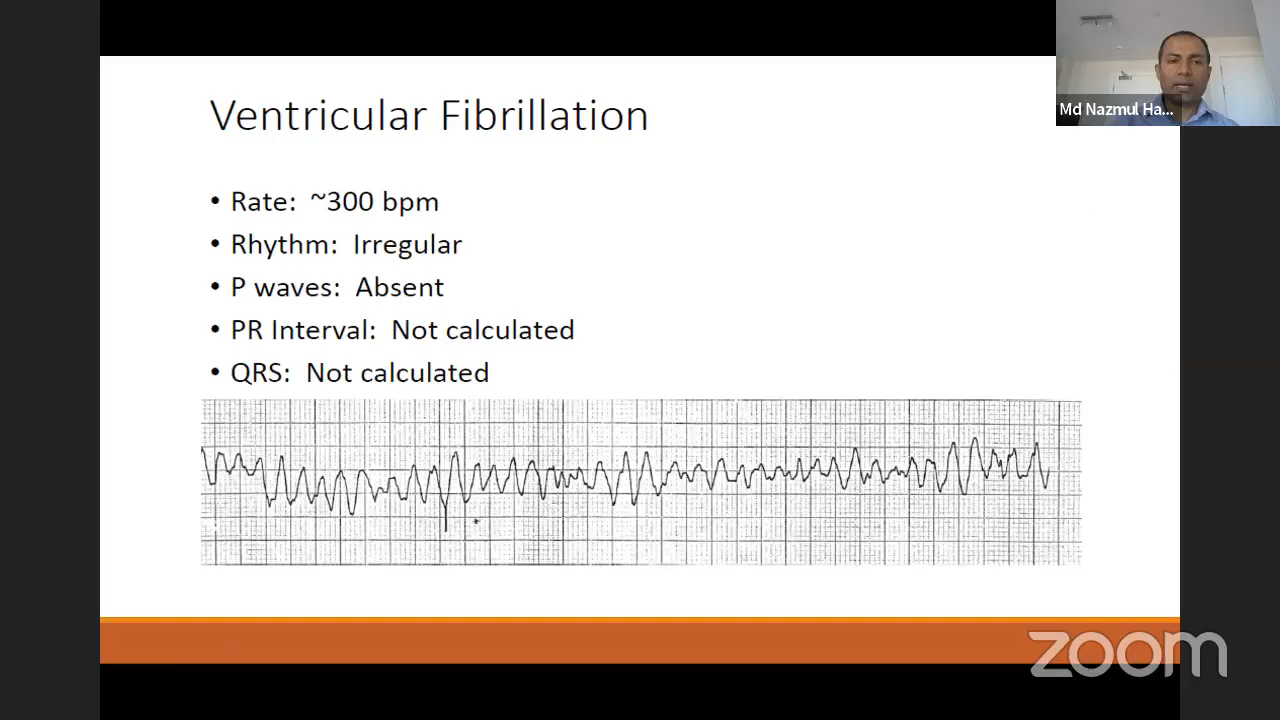 Ventricular Fibrillation
Md Nazmul Ha...
• Rate: ~300 bpm
• Rhythm: Irregular
• P waves: Absent
• PR Interval: Not calculated
• QRS: Not calculated
zoom